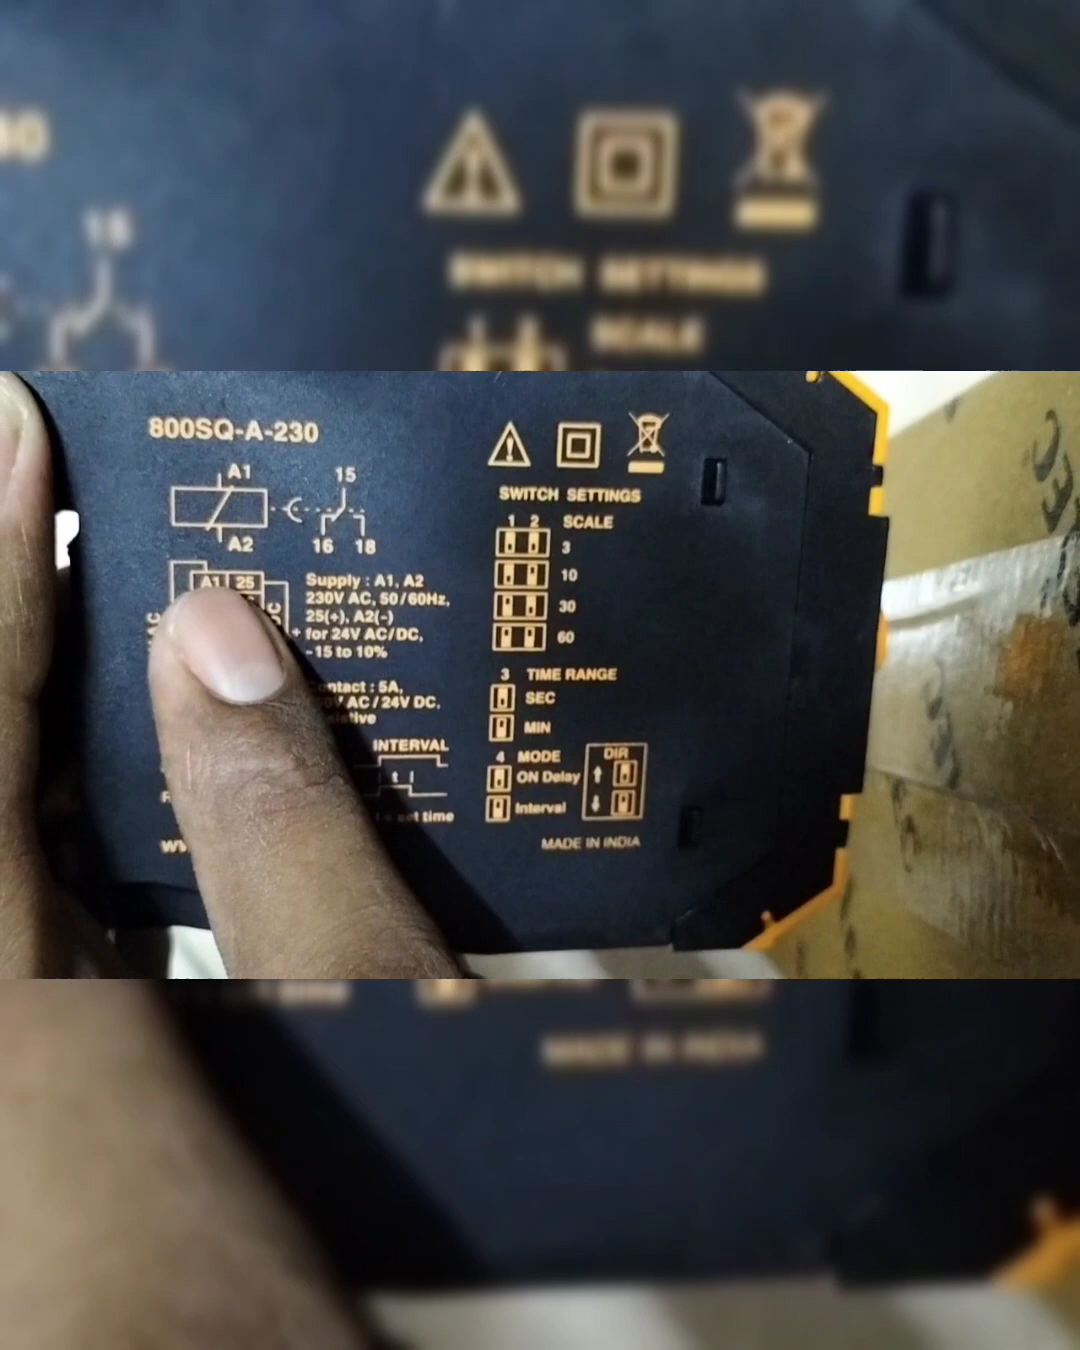 800SQ-A-230
A1
15
A2
16 18
A1 25
Supply : A1, A2
230V AC, 50/60Hz,
25(+), A2(-)
+ for 24V AC/DC,
-15 to 10%
Contact : 5A,
AC / 24V DC,
INTERVAL
t
set time
SWITCH SETTINGS
1 2 SCALE
3
10
30
60
3 TIME RANGE
SEC
MIN
4 MODE
ON Delay
Interval
DIR
MADE IN INDIA